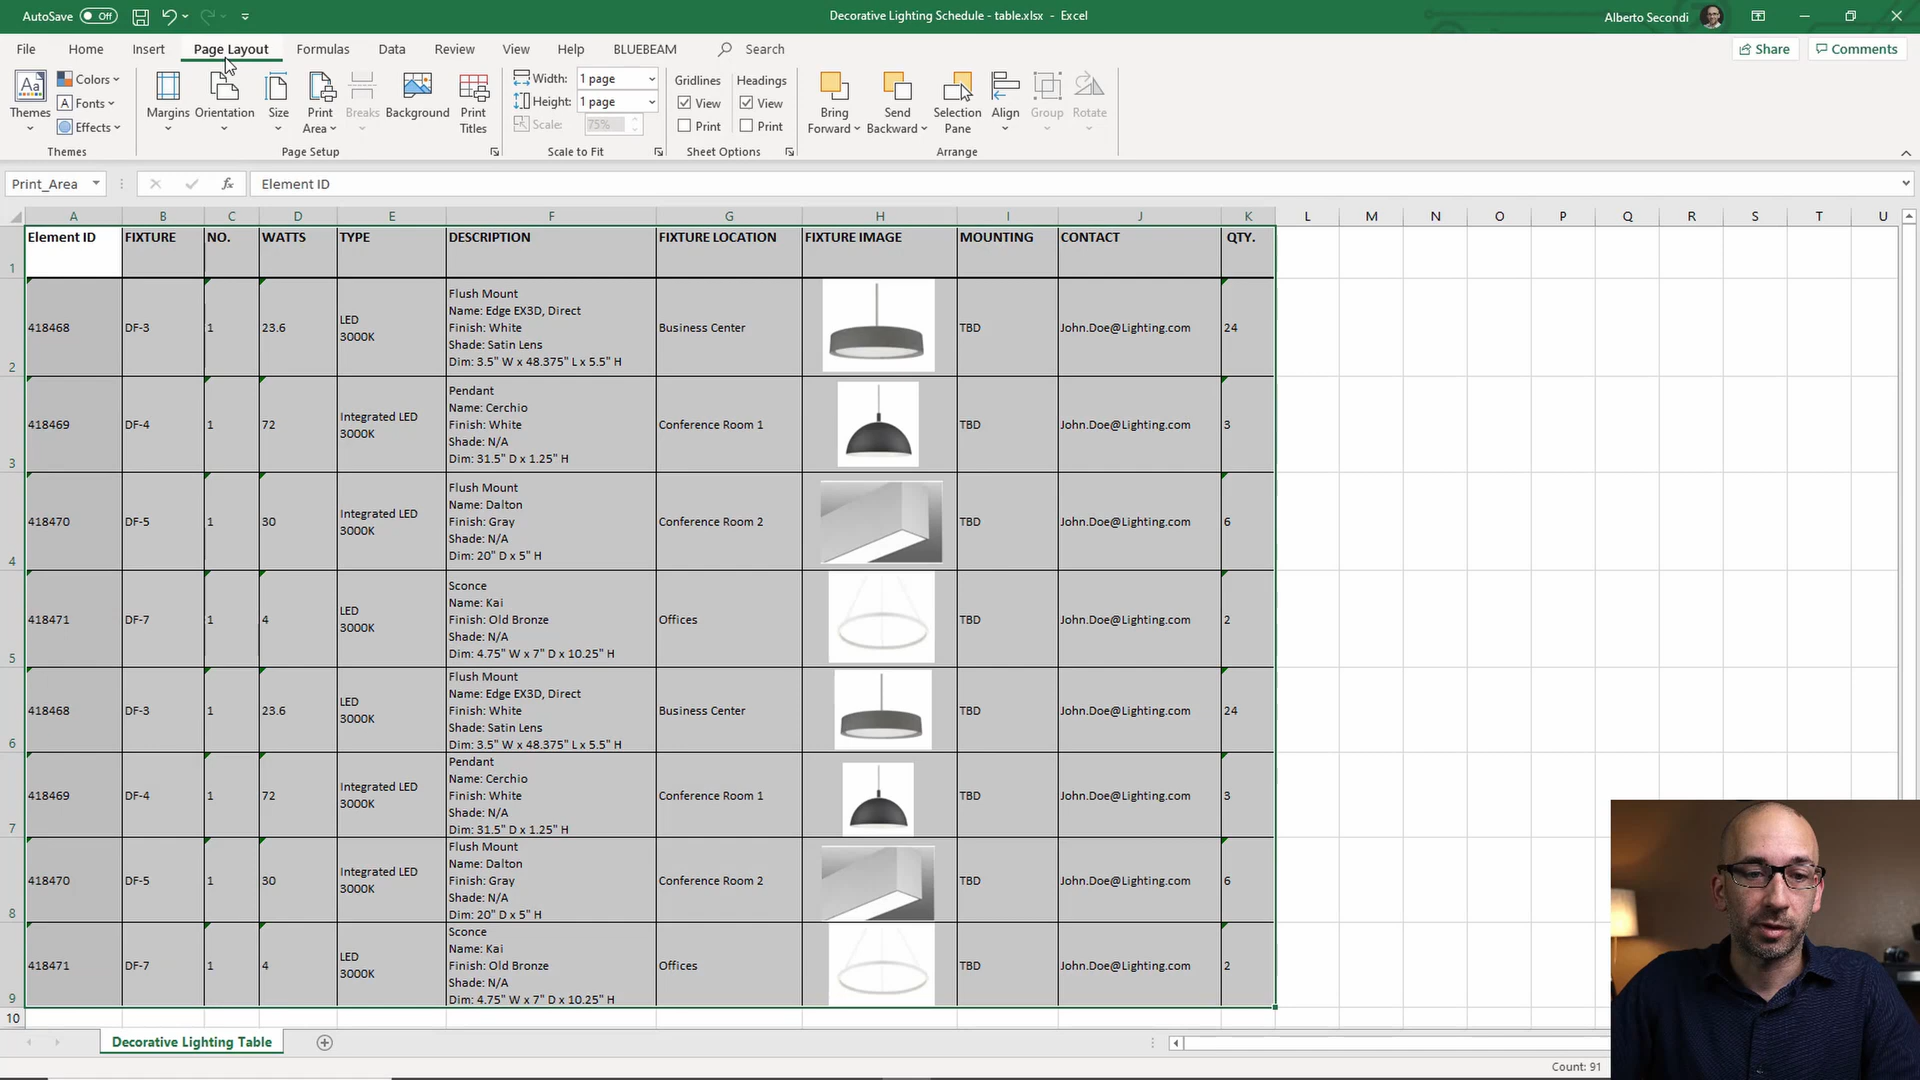 AutoSave Off Decorative Lighting Schedule - table.xlsx - Excel Alberto Secondi
File Home Insert Page Layout Formulas Data Review View Help BLUEBEAM Search Share Comments
Themes
Colors
Fonts
Effects
Themes
Margins
Orientation
Size
Print
Area
Breaks
Background
Print
Titles
Page Setup
Width: 1 page
Height: 1 page
Scale: 75%
Scale to Fit
Gridlines
View
Print
Headings
View
Print
Sheet Options
Bring
Forward
Send
Backward
Selection
Pane
Align
Group
Rotate
Arrange
Print_Area fx Element ID
A B C D E F G H I J K L M N O P Q R S T U
1 Element ID FIXTURE NO. WATTS TYPE DESCRIPTION FIXTURE LOCATION FIXTURE IMAGE MOUNTING CONTACT QTY.
2 418468 DF-3 1 23.6
LED
3000K
Flush Mount
Name: Edge EX3D, Direct
Finish: White
Shade: Satin Lens
Dim: 3.5" W x 48.375" L x 5.5" H
Business Center TBD John.Doe@Lighting.com 24
3 418469 DF-4 1 72
Integrated LED
3000K
Pendant
Name: Cerchio
Finish: White
Shade: N/A
Dim: 31.5" D x 1.25" H
Conference Room 1 TBD John.Doe@Lighting.com 3
4 418470 DF-5 1 30
Integrated LED
3000K
Flush Mount
Name: Dalton
Finish: Gray
Shade: N/A
Dim: 20" D x 5" H
Conference Room 2 TBD John.Doe@Lighting.com 6
5 418471 DF-7 1 4
LED
3000K
Sconce
Name: Kai
Finish: Old Bronze
Shade: N/A
Dim: 4.75" W x 7" D x 10.25" H
Offices TBD John.Doe@Lighting.com 2
6 418468 DF-3 1 23.6
LED
3000K
Flush Mount
Name: Edge EX3D, Direct
Finish: White
Shade: Satin Lens
Dim: 3.5" W x 48.375" L x 5.5" H
Business Center TBD John.Doe@Lighting.com 24
7 418469 DF-4 1 72
Integrated LED
3000K
Pendant
Name: Cerchio
Finish: White
Shade: N/A
Dim: 31.5" D x 1.25" H
Conference Room 1 TBD John.Doe@Lighting.com 3
8 418470 DF-5 1 30
Integrated LED
3000K
Flush Mount
Name: Dalton
Finish: Gray
Shade: N/A
Dim: 20" D x 5" H
Conference Room 2 TBD John.Doe@Lighting.com 6
9 418471 DF-7 1 4
LED
3000K
Sconce
Name: Kai
Finish: Old Bronze
Shade: N/A
Dim: 4.75" W x 7" D x 10.25" H
Offices TBD John.Doe@Lighting.com 2
10
Decorative Lighting Table
Count: 91